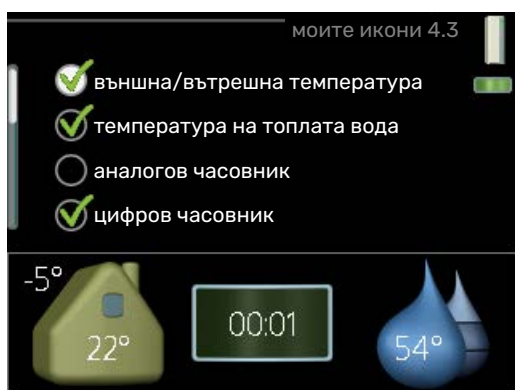 моите икони 4.3
външна/вътрешна температура
температура на топлата вода
аналогов часовник
цифров часовник
-5°
22°
00:01
54°